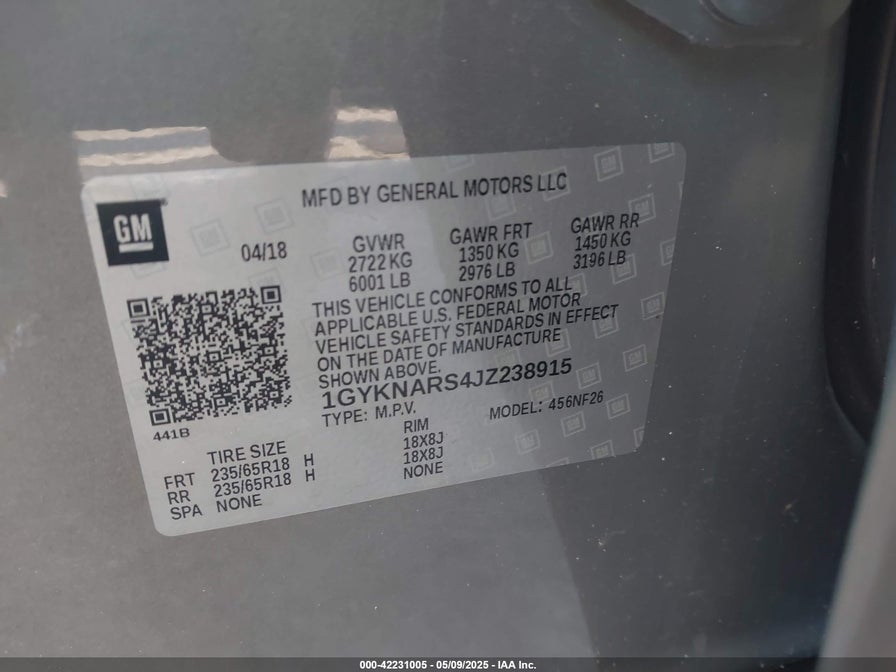 MFD BY GENERAL MOTORS LLC
GM
04/18
GVWR GAWR FRT GAWR RR
2722 KG 1350 KG 1450 KG
6001 LB 2976 LB 3196 LB
THIS VEHICLE CONFORMS TO ALL
APPLICABLE U.S. FEDERAL MOTOR
VEHICLE SAFETY STANDARDS IN EFFECT
ON THE DATE OF MANUFACTURE
SHOWN ABOVE.
1GYKNARS4JZ238915
TYPE: M.P.V. MODEL: 456NF26
441B
TIRE SIZE RIM
FRT 235/65R18 H 18X8J
RR 235/65R18 H 18X8J
SPA NONE NONE
000-42231005 - 05/09/2025 - IAA Inc.